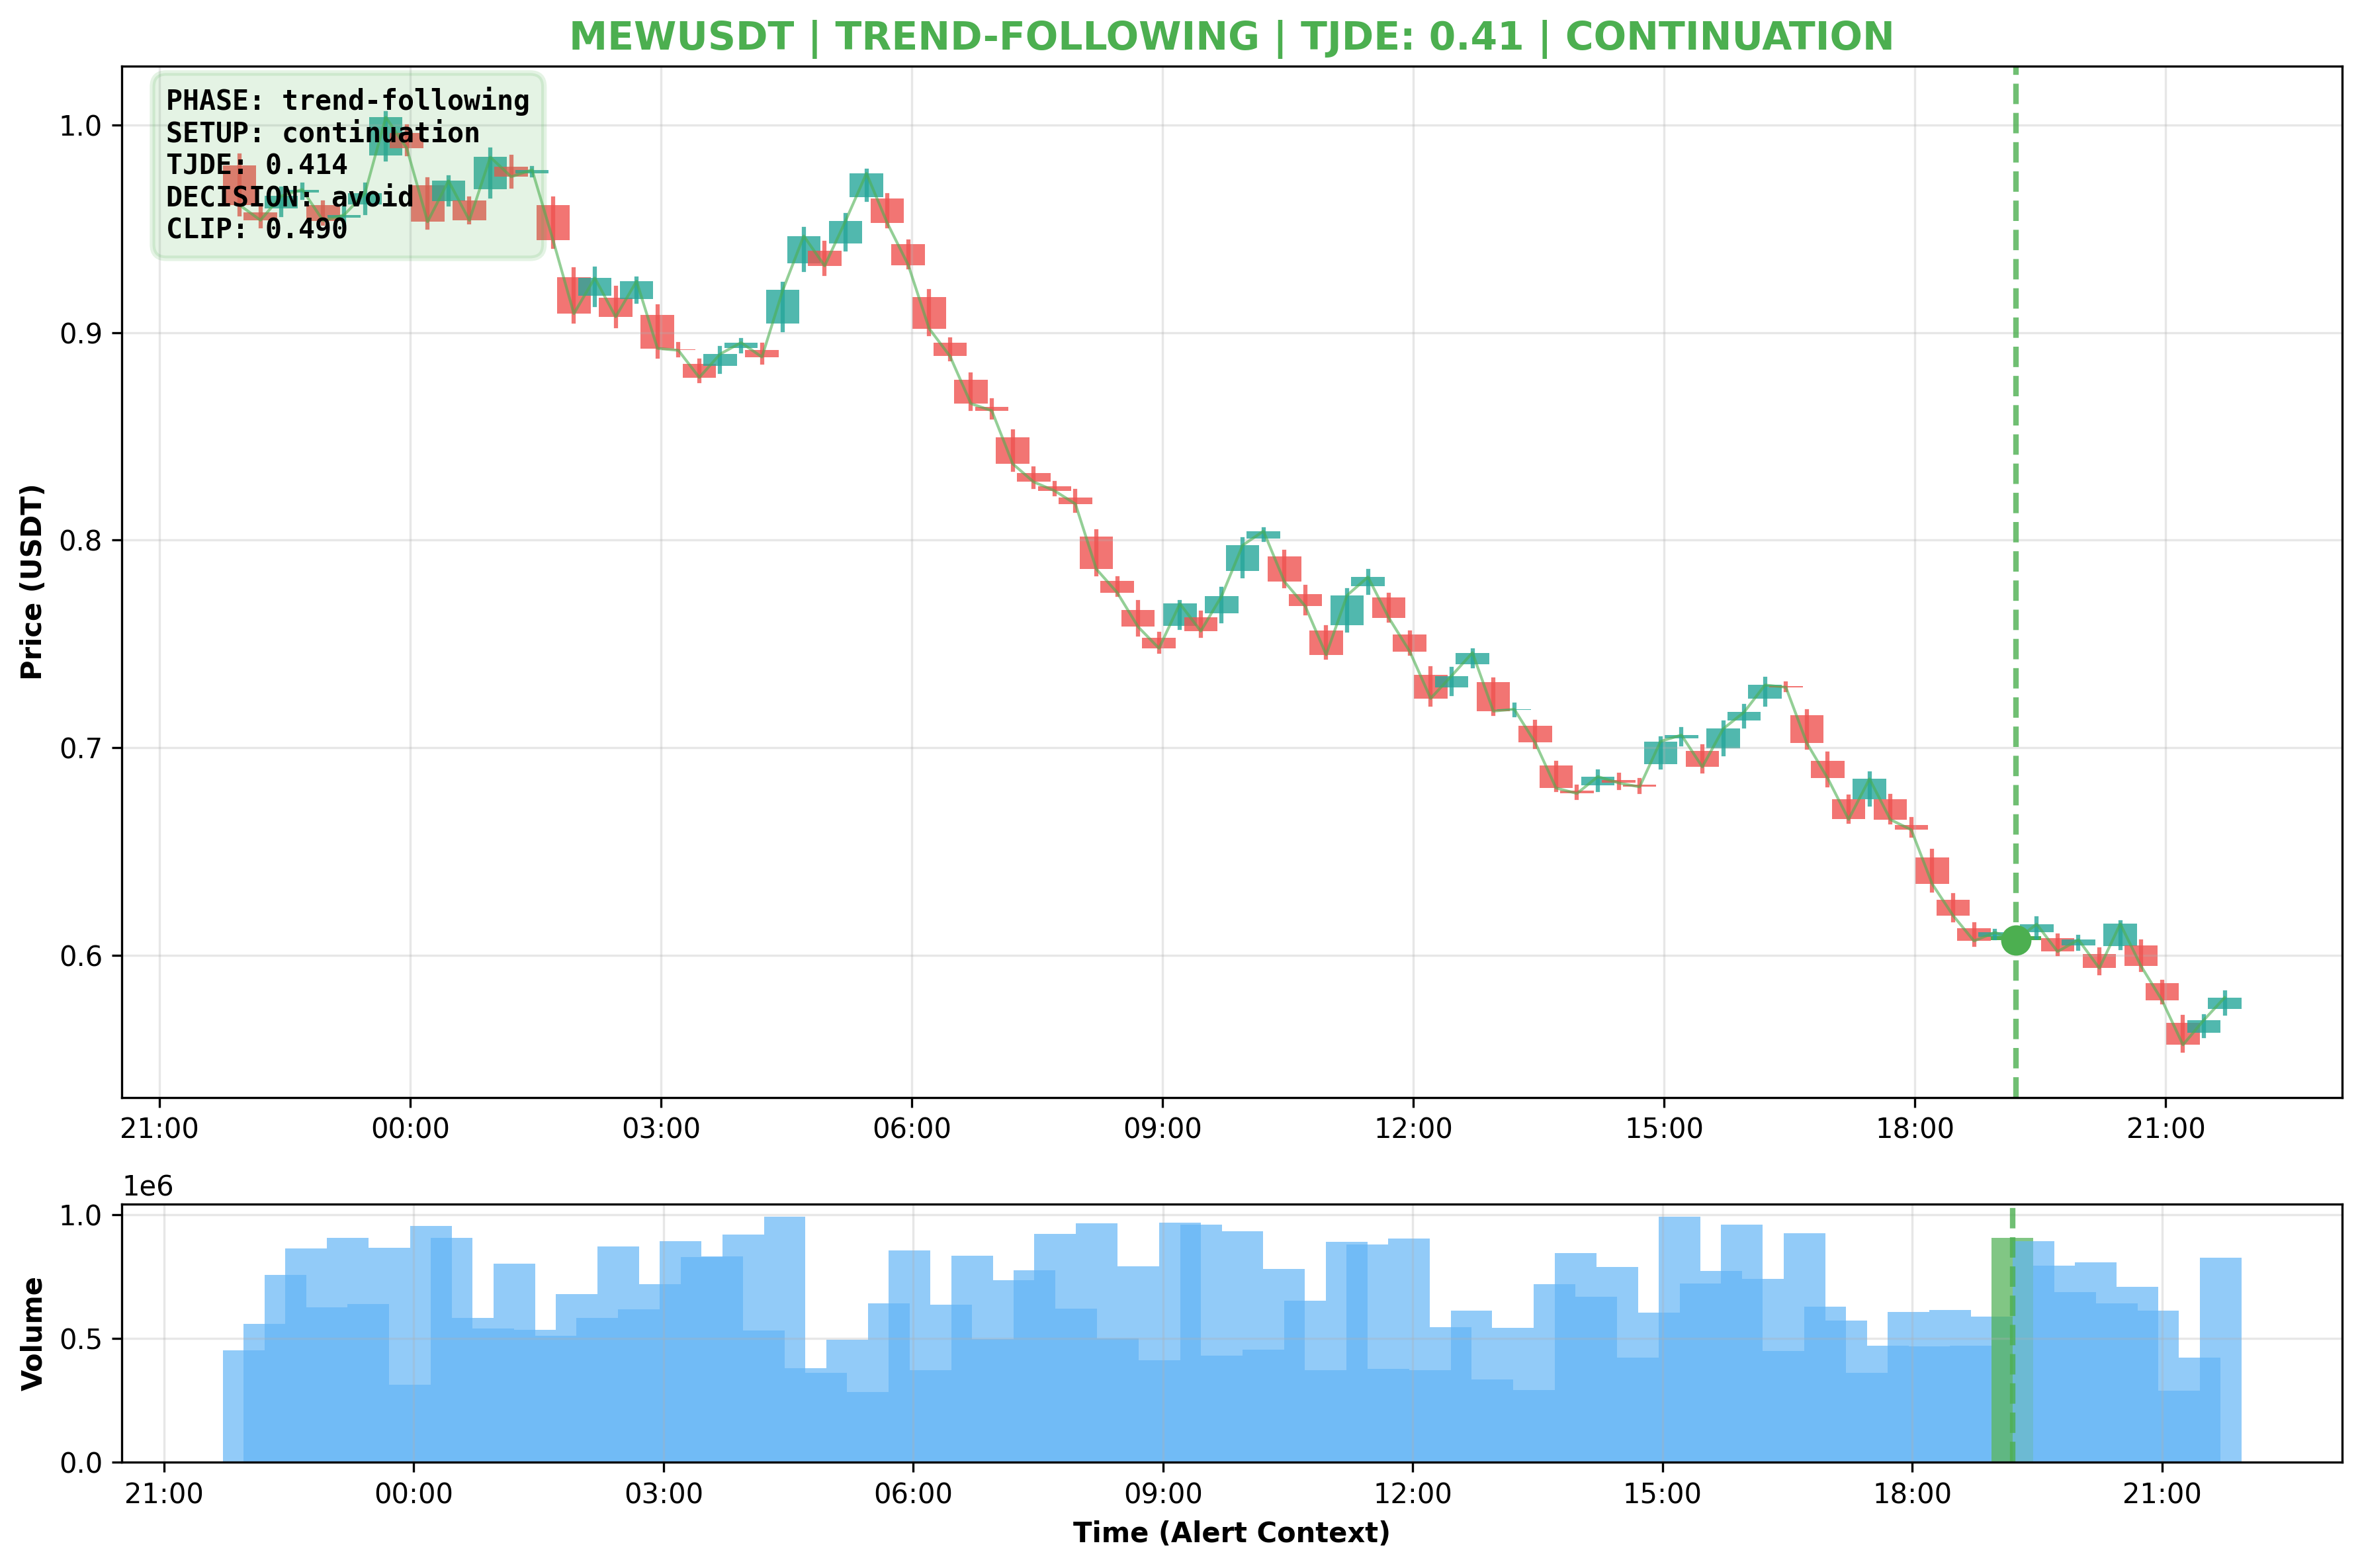 MEWUSDT | TREND-FOLLOWING | TJDE: 0.41 | CONTINUATION
PHASE: trend-following
SETUP: continuation
TJDE: 0.414
DECISION: avoid
CLIP: 0.490
Price (USDT)
1.0
0.9
0.8
0.7
0.6
21:00 00:00 03:00 06:00 09:00 12:00 15:00 18:00 21:00
1e6
Volume
1.0
0.5
0.0
21:00 00:00 03:00 06:00 09:00 12:00 15:00 18:00 21:00
Time (Alert Context)